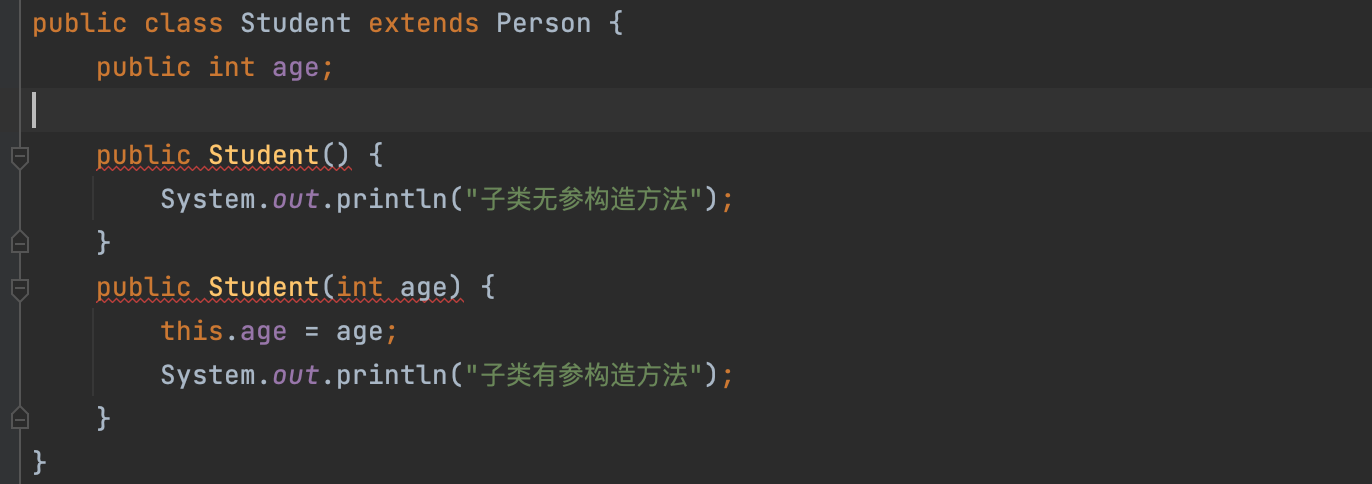 public class Student extends Person {
    public int age;

    public Student() {
        System.out.println("子类无参构造方法");
    }
    public Student(int age) {
        this.age = age;
        System.out.println("子类有参构造方法");
    }
}